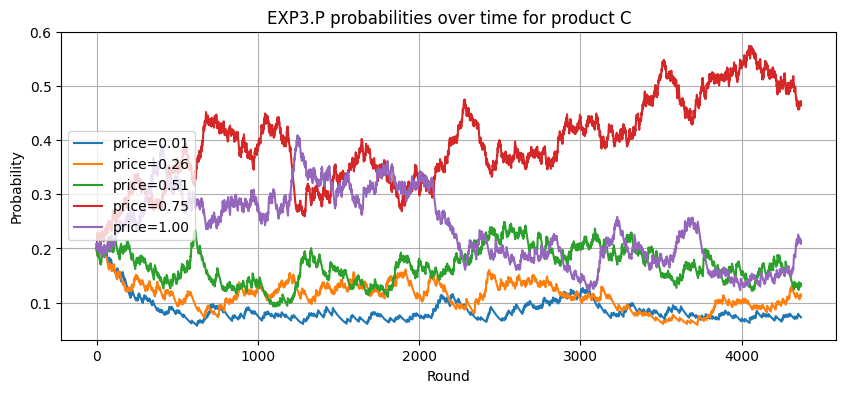 EXP3.P probabilities over time for product C
0.6
0.5
0.4
0.3
0.2
0.1
Probability
price=0.01
price=0.26
price=0.51
price=0.75
price=1.00
0
1000
2000
3000
4000
Round